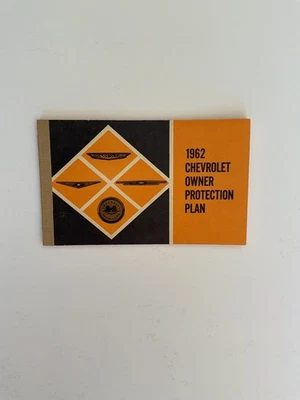 1962
CHEVROLET
OWNER
PROTECTION
PLAN